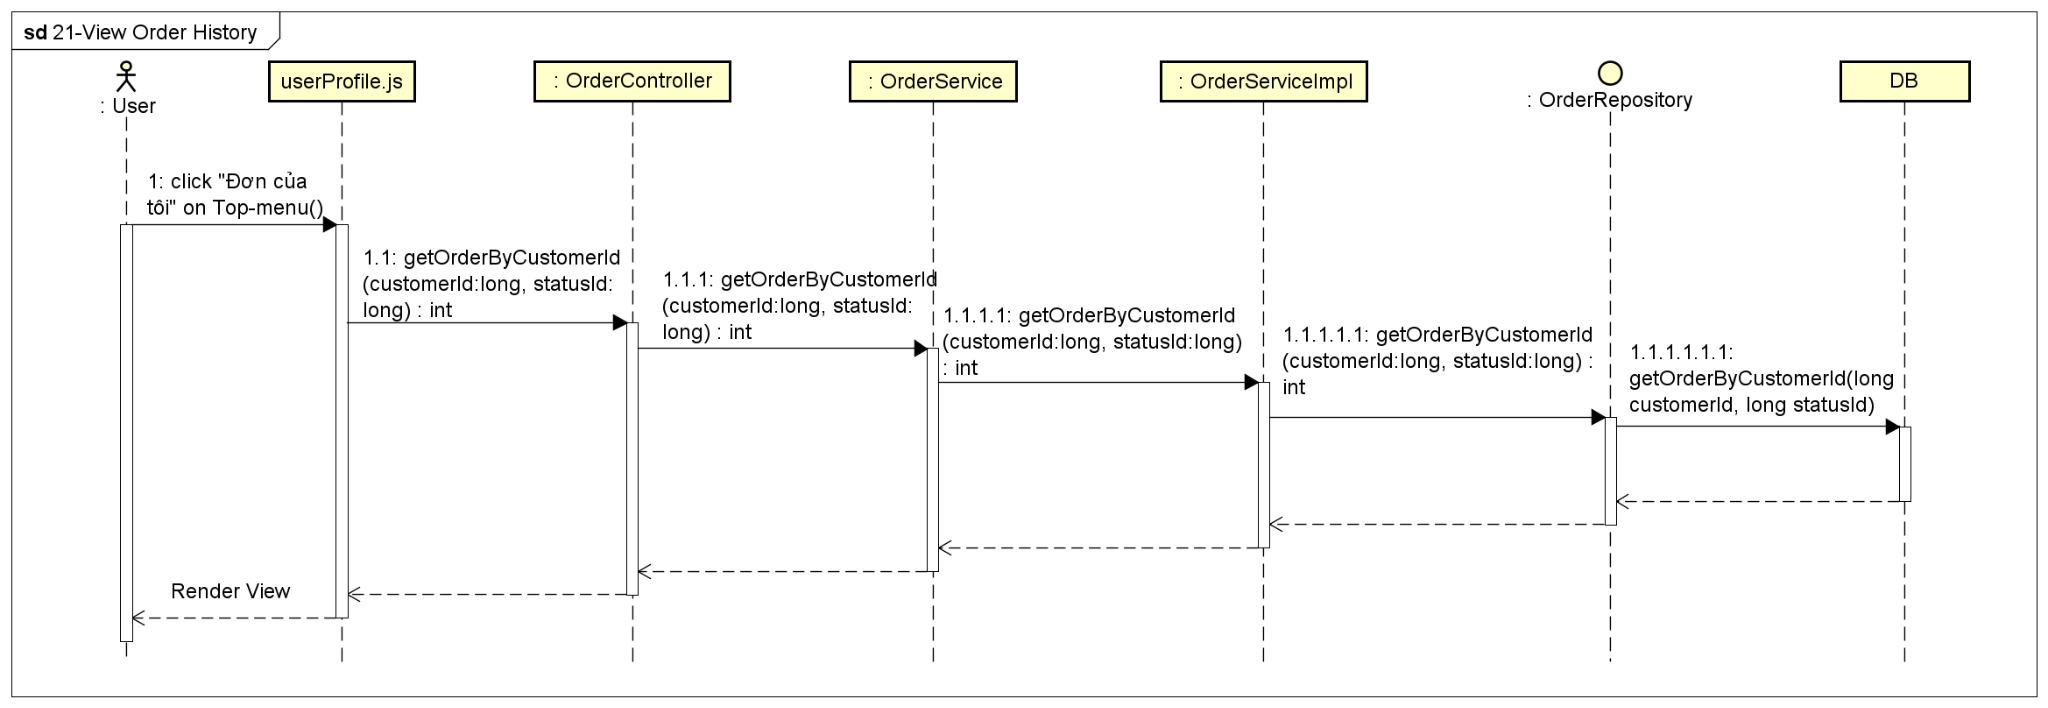 sd 21-View Order History
: User
userProfile.js
: OrderController
: OrderService
: OrderServiceImpl
: OrderRepository
DB
1: click "Đơn của
tôi" on Top-menu()
1.1: getOrderByCustomerId
(customerId:long, statusId:
long) : int
1.1.1: getOrderByCustomerId
(customerId:long, statusId:
long) : int
1.1.1.1: getOrderByCustomerId
(customerId:long, statusId:long)
: int
1.1.1.1.1: getOrderByCustomerId
(customerId:long, statusId:long) :
int
1.1.1.1.1.1:
getOrderByCustomerId(long
customerId, long statusId)
Render View